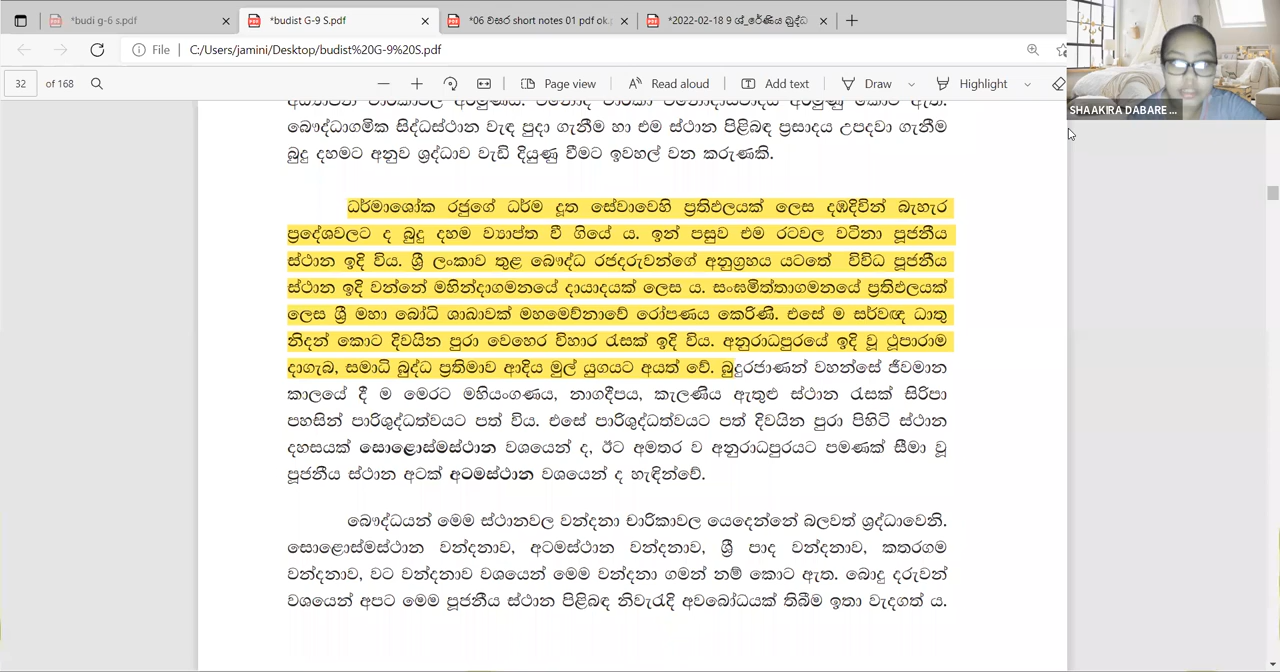 *budi g-6 s.pdf
*budist G-9 S.pdf
*06 වසර short notes 01 pdf ok.
*2022-02-18 9 ශ්‍රේණිය බුද්ධ
File C:/Users/jamini/Desktop/budist%20G-9%20S.pdf
32 of 168 Page view Read aloud Add text Draw Highlight
SHAAKIRA DABARE ...
අධ්‍යාපන චාරිකාවල අරමුණය. විනෝද චාරිකා විනෝදාස්වාදය අරමුණු කොට ඇත.
බෞද්ධාගමික සිද්ධස්ථාන වැඳ පුදා ගැනීම හා එම ස්ථාන පිළිබඳ ප්‍රසාදය උපදවා ගැනීම
බුදු දහමට අනුව ශ්‍රද්ධාව වැඩි දියුණු වීමට ඉවහල් වන කරුණකි.
ධර්මාශෝක රජුගේ ධර්ම දූත සේවාවෙහි ප්‍රතිඵලයක් ලෙස දඹදිවින් බැහැර
ප්‍රදේශවලට ද බුදු දහම ව්‍යාප්ත වී ගියේ ය. ඉන් පසුව එම රටවල වටිනා පූජනීය
ස්ථාන ඉදි විය. ශ්‍රී ලංකාව තුළ බෞද්ධ රජදරුවන්ගේ අනුග්‍රහය යටතේ විවිධ පූජනීය
ස්ථාන ඉදි වන්නේ මහින්දාගමනයේ දායාදයක් ලෙස ය. සංඝමිත්තාගමනයේ ප්‍රතිඵලයක්
ලෙස ශ්‍රී මහා බෝධි ශාඛාවක් මහමෙව්නාවේ රෝපණය කෙරිණි. එසේ ම සර්වඥ ධාතු
නිදන් කොට දිවයින පුරා වෙහෙර විහාර රැසක් ඉදි විය. අනුරාධපුරයේ ඉදි වූ ථූපාරාම
දාගැබ, සමාධි බුද්ධ ප්‍රතිමාව ආදිය මුල් යුගයට අයත් වේ. බුදුරජාණන් වහන්සේ ජීවමාන
කාලයේ දී ම මෙරට මහියංගණය, නාගදීපය, කැලණිය ඇතුළු ස්ථාන රැසක් සිරිපා
පහසින් පාරිශුද්ධත්වයට පත් විය. එසේ පාරිශුද්ධත්වයට පත් දිවයින පුරා පිහිටි ස්ථාන
දහසයක් සොළොස්මස්ථාන වශයෙන් ද, ඊට අමතර ව අනුරාධපුරයට පමණක් සීමා වූ
පූජනීය ස්ථාන අටක් අටමස්ථාන වශයෙන් ද හැඳින්වේ.
බෞද්ධයන් මෙම ස්ථානවල වන්දනා චාරිකාවල යෙදෙන්නේ බලවත් ශ්‍රද්ධාවෙනි.
සොළොස්මස්ථාන වන්දනාව, අටමස්ථාන වන්දනාව, ශ්‍රී පාද වන්දනාව, කතරගම
වන්දනාව, වට වන්දනාව වශයෙන් මෙම වන්දනා ගමන් නම් කොට ඇත. බොදු දරුවන්
වශයෙන් අපට මෙම පූජනීය ස්ථාන පිළිබඳ නිවැරැදි අවබෝධයක් තිබීම ඉතා වැදගත් ය.